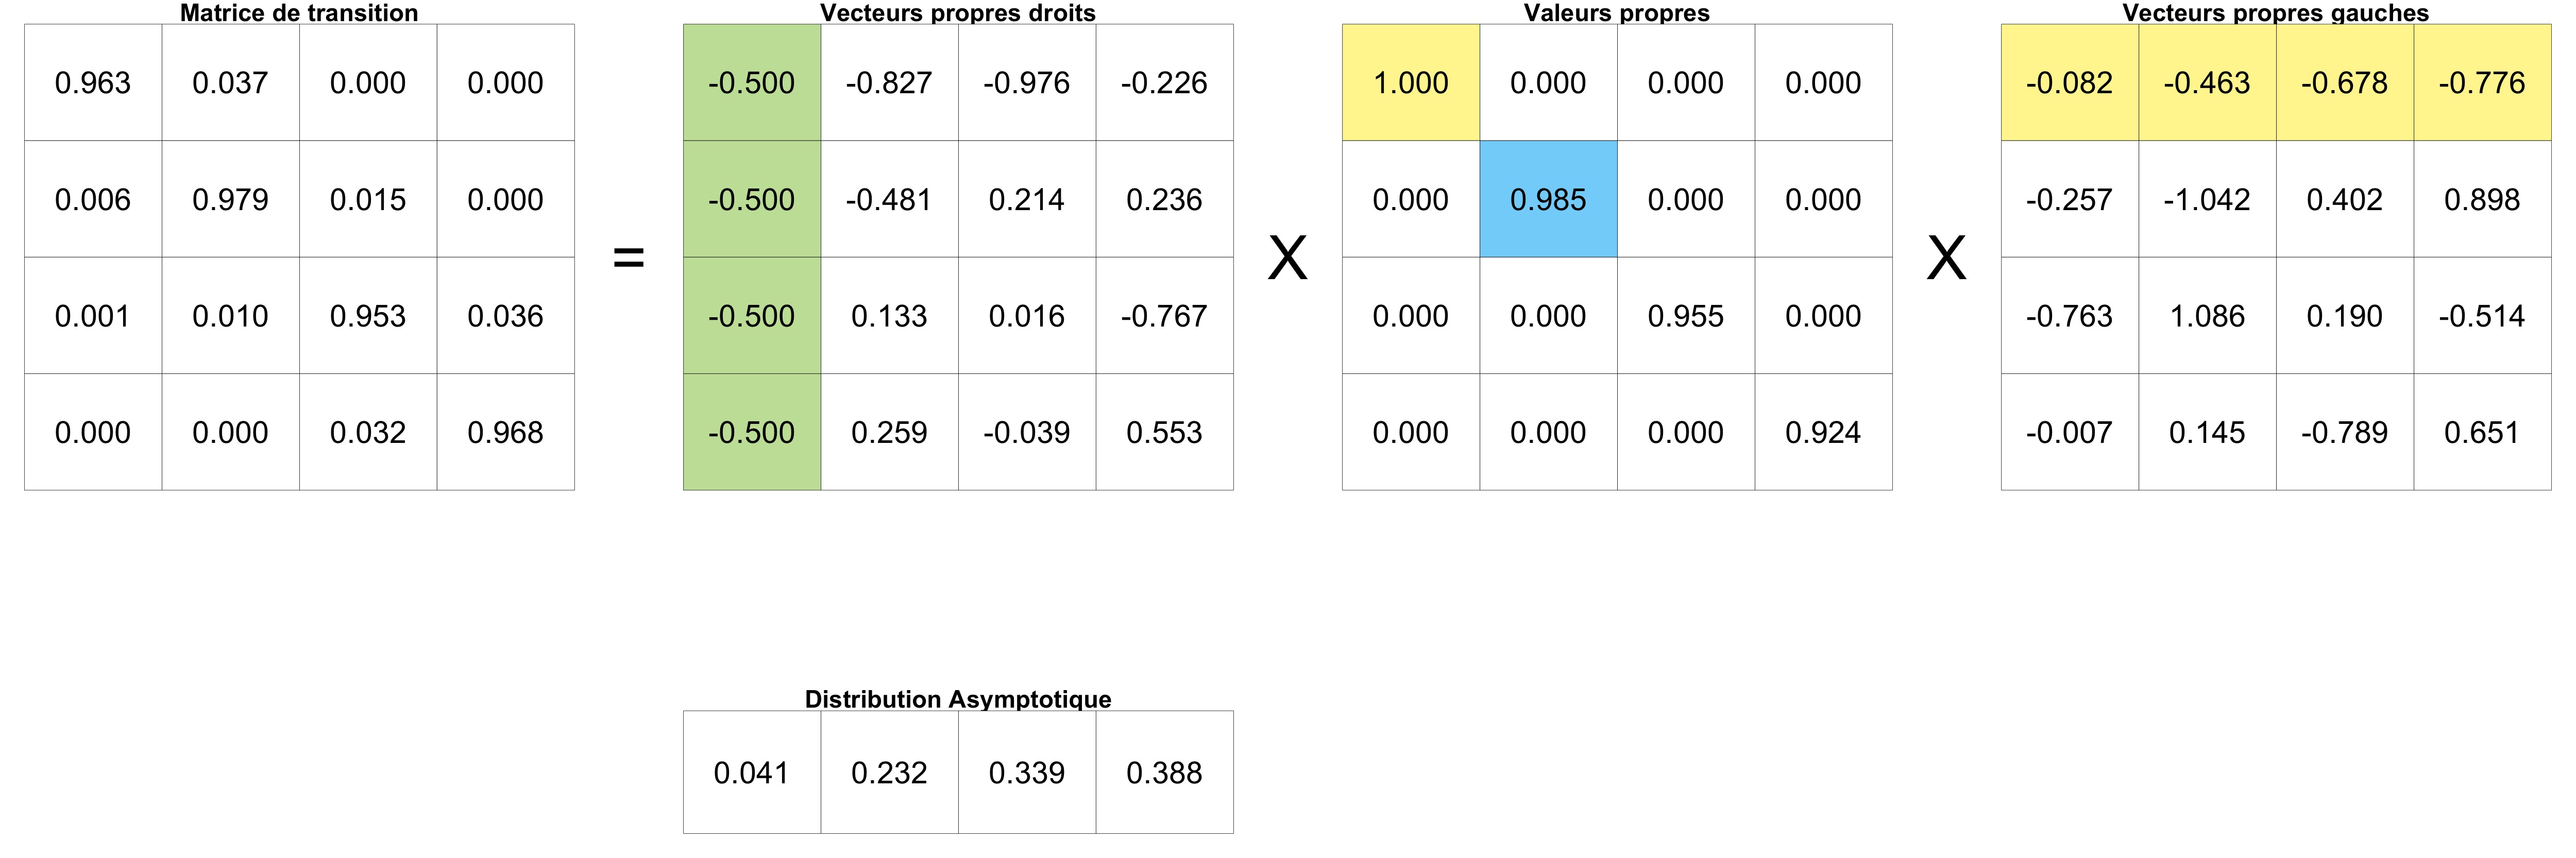 Matrice de transition Vecteurs propres droits Valeurs propres Vecteurs propres gauches
0.963 0.037 0.000 0.000 -0.500 -0.827 -0.976 -0.226 1.000 0.000 0.000 0.000 -0.082 -0.463 -0.678 -0.776
0.006 0.979 0.015 0.000 -0.500 -0.481 0.214 0.236 0.000 0.985 0.000 0.000 -0.257 -1.042 0.402 0.898
= X X
0.001 0.010 0.953 0.036 -0.500 0.133 0.016 -0.767 0.000 0.000 0.955 0.000 -0.763 1.086 0.190 -0.514
0.000 0.000 0.032 0.968 -0.500 0.259 -0.039 0.553 0.000 0.000 0.000 0.924 -0.007 0.145 -0.789 0.651
Distribution Asymptotique
0.041 0.232 0.339 0.388